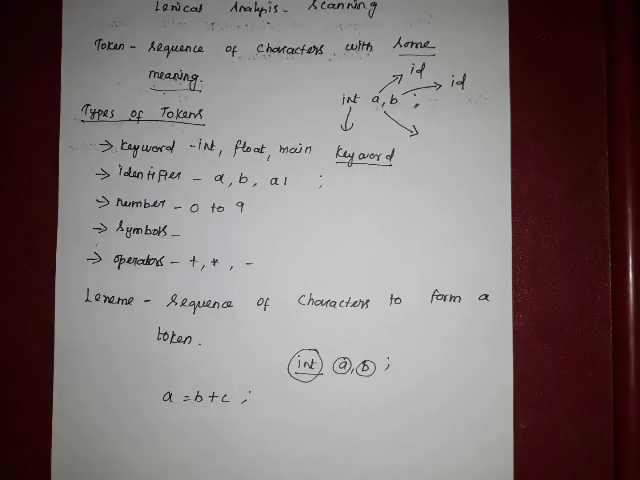 Lexical Analysis - Scanning
Token - Sequence of characters with some
meaning.
id
id
int a, b ;
Types of Tokens
→ Keyword - int, float, main
Keyword
→ identifier - a, b, a1 ;
→ number - 0 to 9
→ Symbols -
→ operators - +, *, -
Lexeme - Sequence of characters to form a
token.
int a, b ;
a = b + c ;